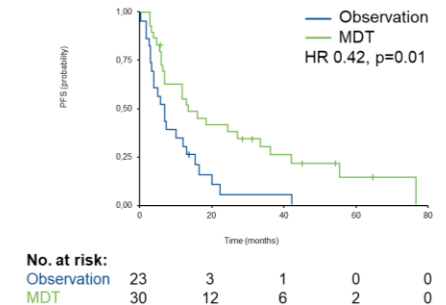 1,00
Observation
MDT
HR 0.42, p=0.01
0,75
PFS (probability)
0,50
0,25
0,00
0 20 40 60 80
Time (months)
No. at risk:
Observation 23 3 1 0 0
MDT 30 12 6 2 0